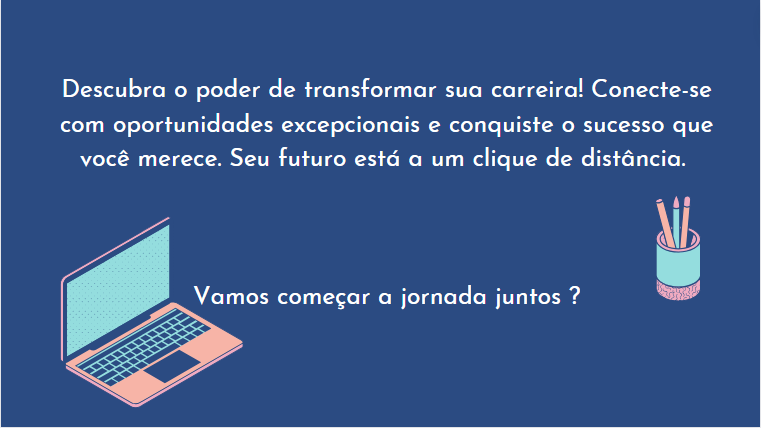 Descubra o poder de transformar sua carreira! Conecte-se
com oportunidades excepcionais e conquiste o sucesso que
você merece. Seu futuro está a um clique de distância.
Vamos começar a jornada juntos ?